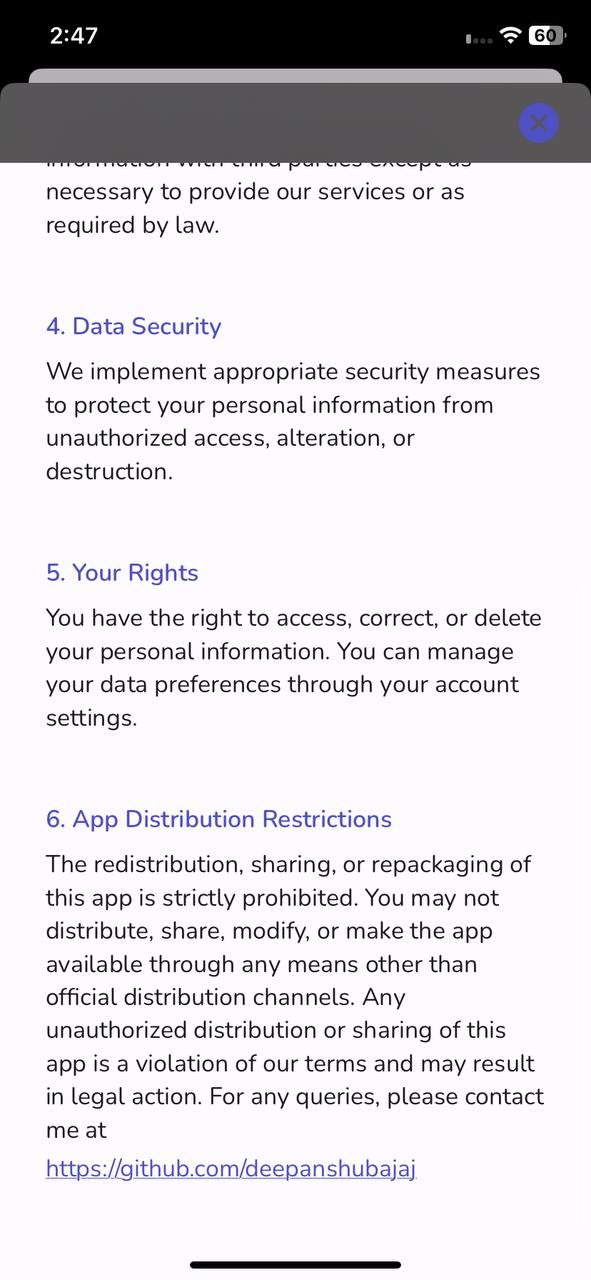 2:47
60
information with third parties except as
necessary to provide our services or as
required by law.
4. Data Security
We implement appropriate security measures
to protect your personal information from
unauthorized access, alteration, or
destruction.
5. Your Rights
You have the right to access, correct, or delete
your personal information. You can manage
your data preferences through your account
settings.
6. App Distribution Restrictions
The redistribution, sharing, or repackaging of
this app is strictly prohibited. You may not
distribute, share, modify, or make the app
available through any means other than
official distribution channels. Any
unauthorized distribution or sharing of this
app is a violation of our terms and may result
in legal action. For any queries, please contact
me at
https://github.com/deepanshubajaj